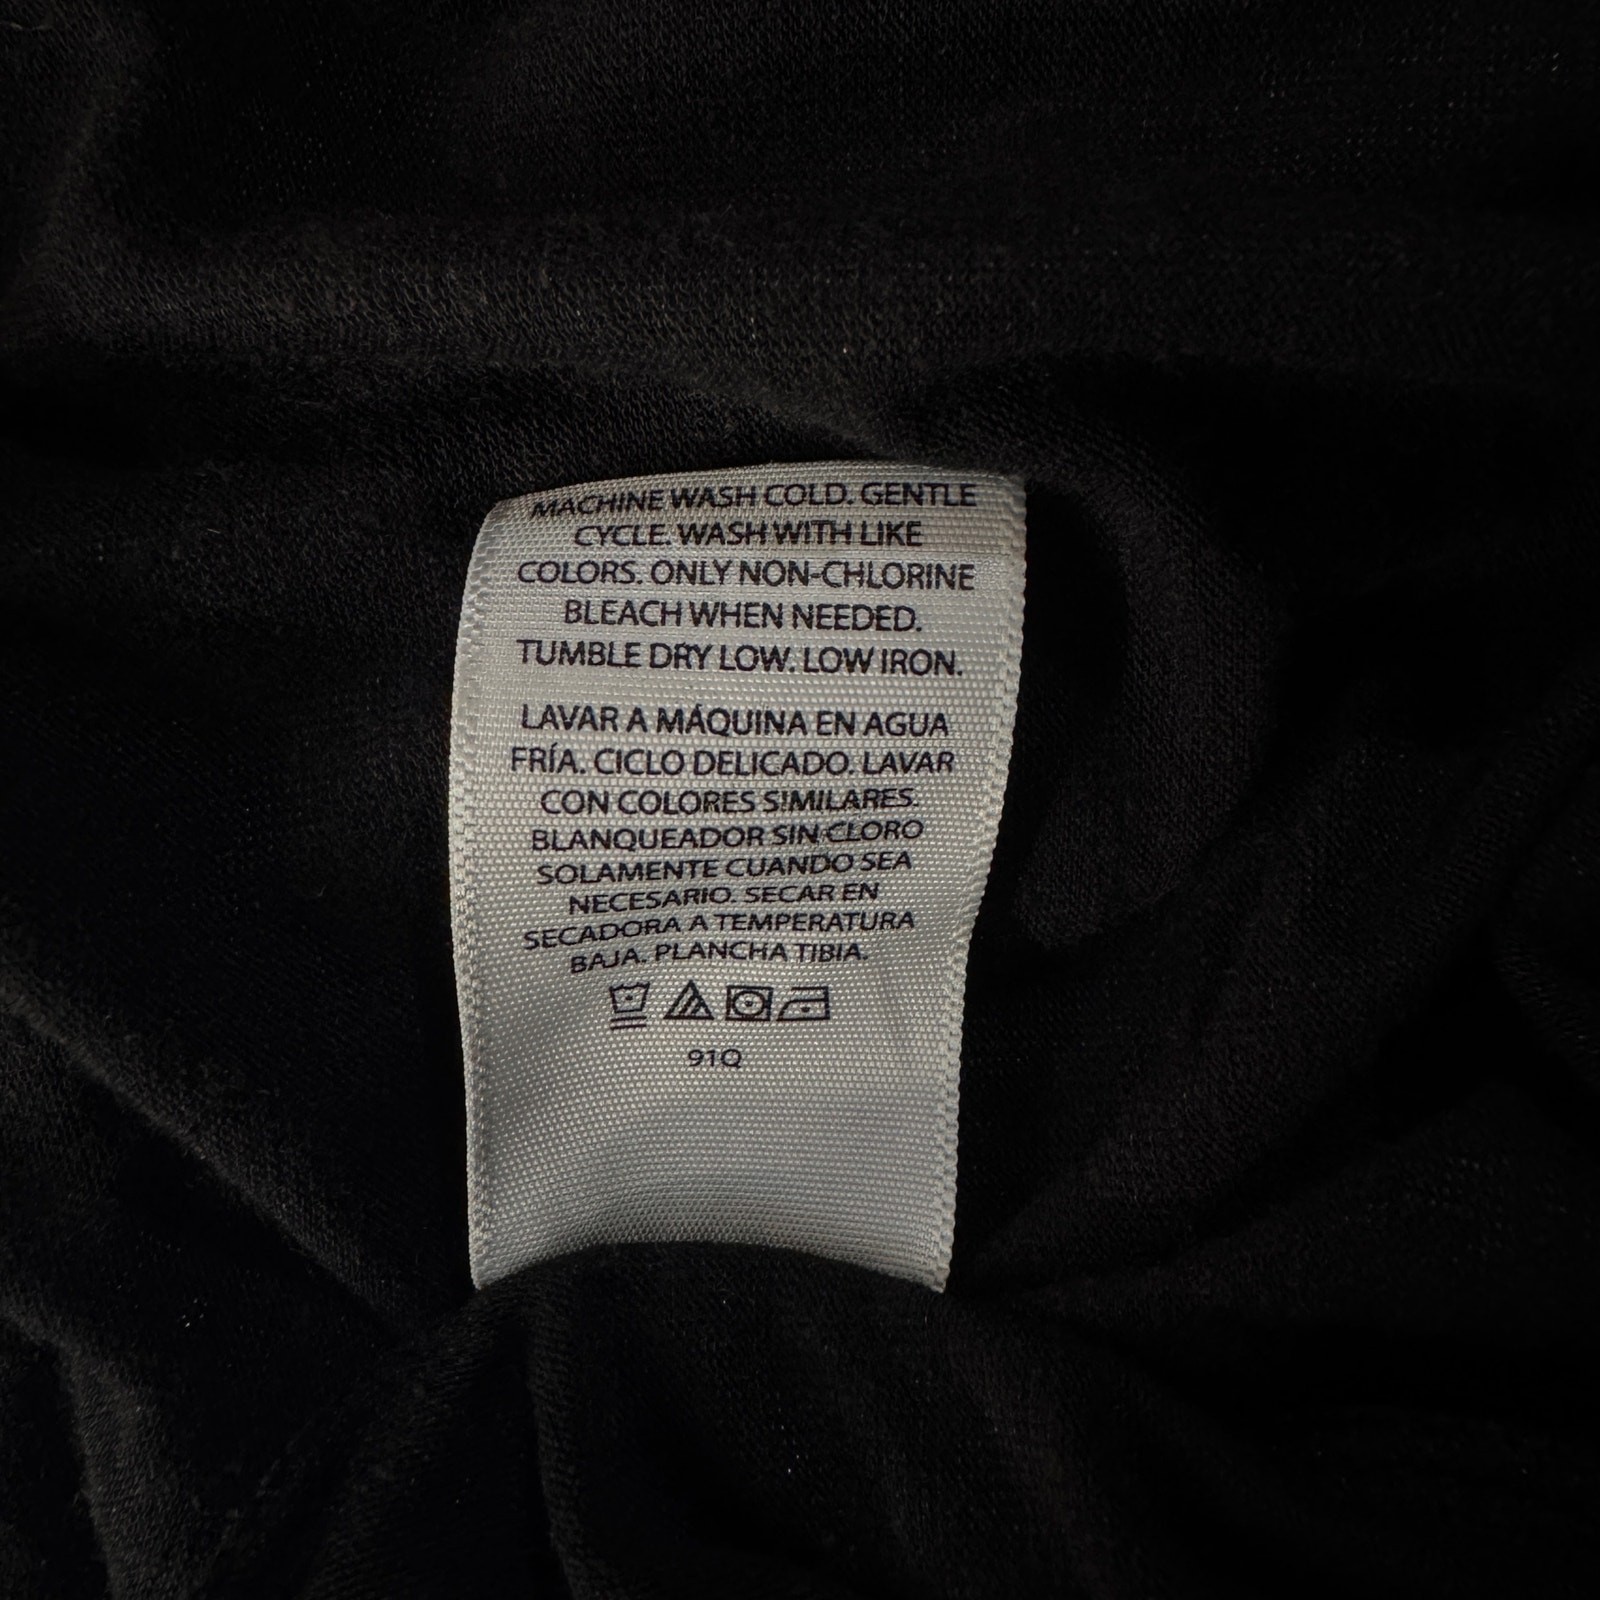 MACHINE WASH COLD. GENTLE
CYCLE. WASH WITH LIKE
COLORS. ONLY NON-CHLORINE
BLEACH WHEN NEEDED.
TUMBLE DRY LOW. LOW IRON.
LAVAR A MÁQUINA EN AGUA
FRÍA. CICLO DELICADO. LAVAR
CON COLORES SIMILARES.
BLANQUEADOR SIN CLORO
SOLAMENTE CUANDO SEA
NECESARIO. SECAR EN
SECADORA A TEMPERATURA
BAJA. PLANCHA TIBIA.
91Q